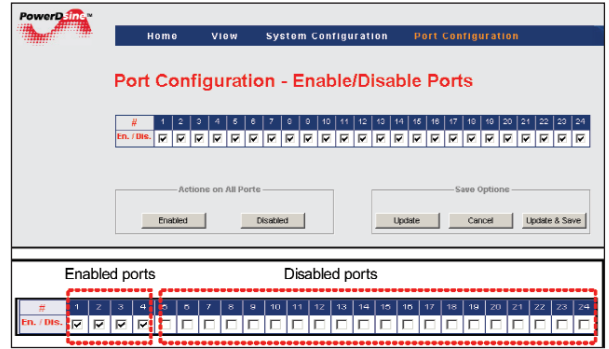 PowerDsine™
Home View System Configuration Port Configuration
Port Configuration - Enable/Disable Ports
# 1 2 3 4 5 6 7 8 9 10 11 12 13 14 15 16 17 18 19 20 21 22 23 24
En. / Dis.
Actions on All Ports Save Options
Enabled Disabled Update Cancel Update & Save
Enabled ports Disabled ports
# 1 2 3 4 5 6 7 8 9 10 11 12 13 14 15 16 17 18 19 20 21 22 23 24
En. / Dis.